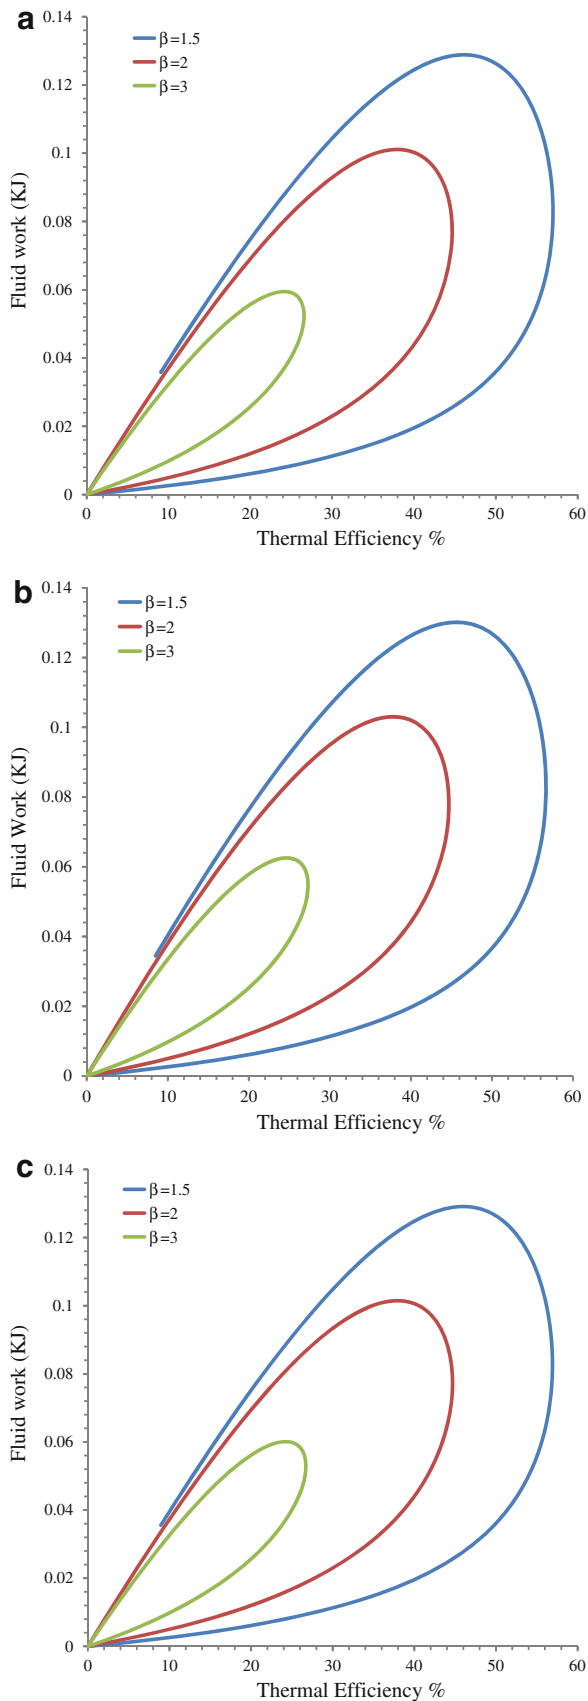 a
0.14
0.12
0.1
0.08
0.06
0.04
0.02
0
β=1.5
β=2
β=3
Fluid work (KJ)
0 10 20 30 40 50 60
Thermal Efficiency %
b
0.14
0.12
0.1
0.08
0.06
0.04
0.02
0
β=1.5
β=2
β=3
Fluid Work (KJ)
0 10 20 30 40 50 60
Thermal Efficiency %
c
0.14
0.12
0.1
0.08
0.06
0.04
0.02
0
β=1.5
β=2
β=3
Fluid work (KJ)
0 10 20 30 40 50 60
Thermal Efficiency %